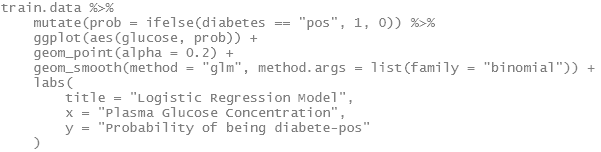 train.data %>%
    mutate(prob = ifelse(diabetes == "pos", 1, 0)) %>%
    ggplot(aes(glucose, prob)) +
    geom_point(alpha = 0.2) +
    geom_smooth(method = "glm", method.args = list(family = "binomial")) +
    labs(
        title = "Logistic Regression Model",
        x = "Plasma Glucose Concentration",
        y = "Probability of being diabete-pos"
    )